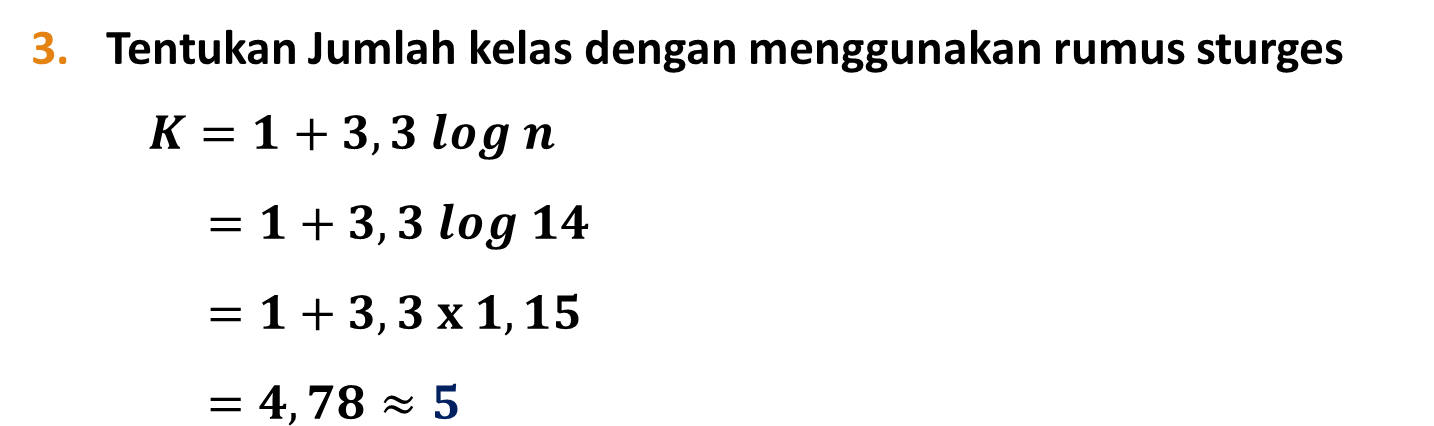 3. Tentukan Jumlah kelas dengan menggunakan rumus sturges
K = 1 + 3,3 log n
= 1 + 3,3 log 14
= 1 + 3,3 x 1,15
= 4,78 ≈ 5